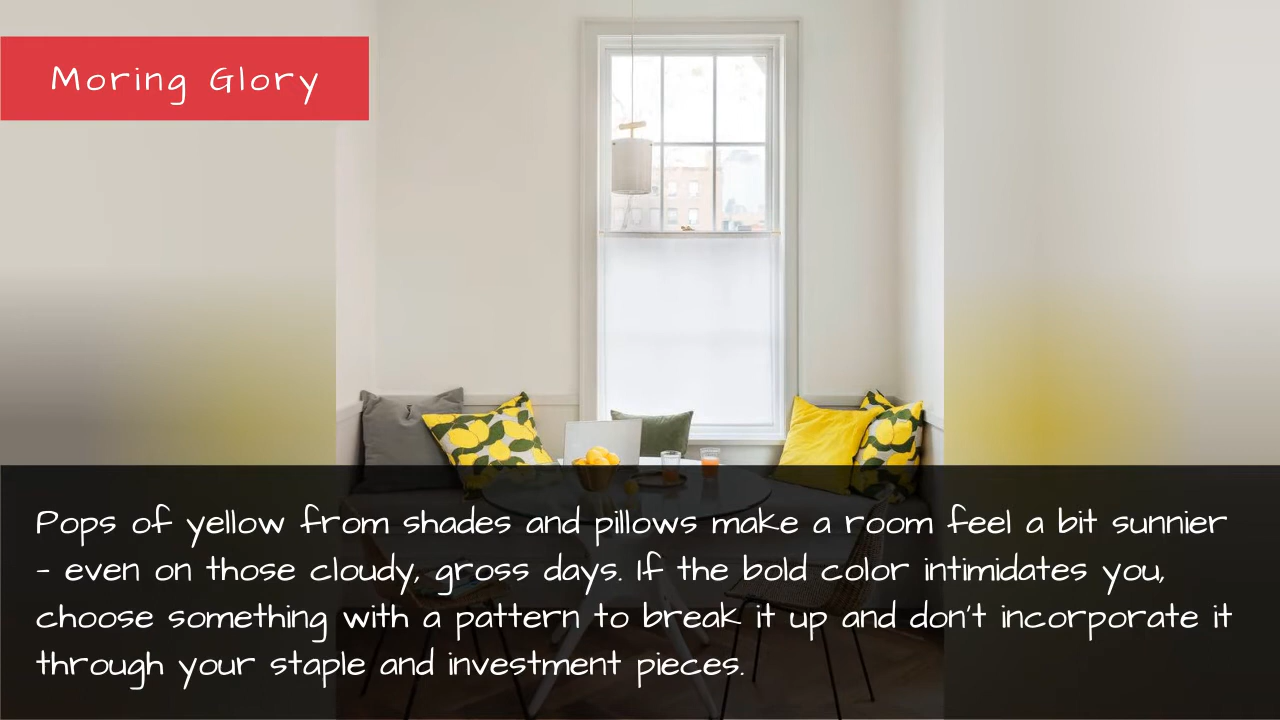 Moring Glory
Pops of yellow from shades and pillows make a room feel a bit sunnier
- even on those cloudy, gross days. If the bold color intimidates you,
choose something with a pattern to break it up and don't incorporate it
through your staple and investment pieces.